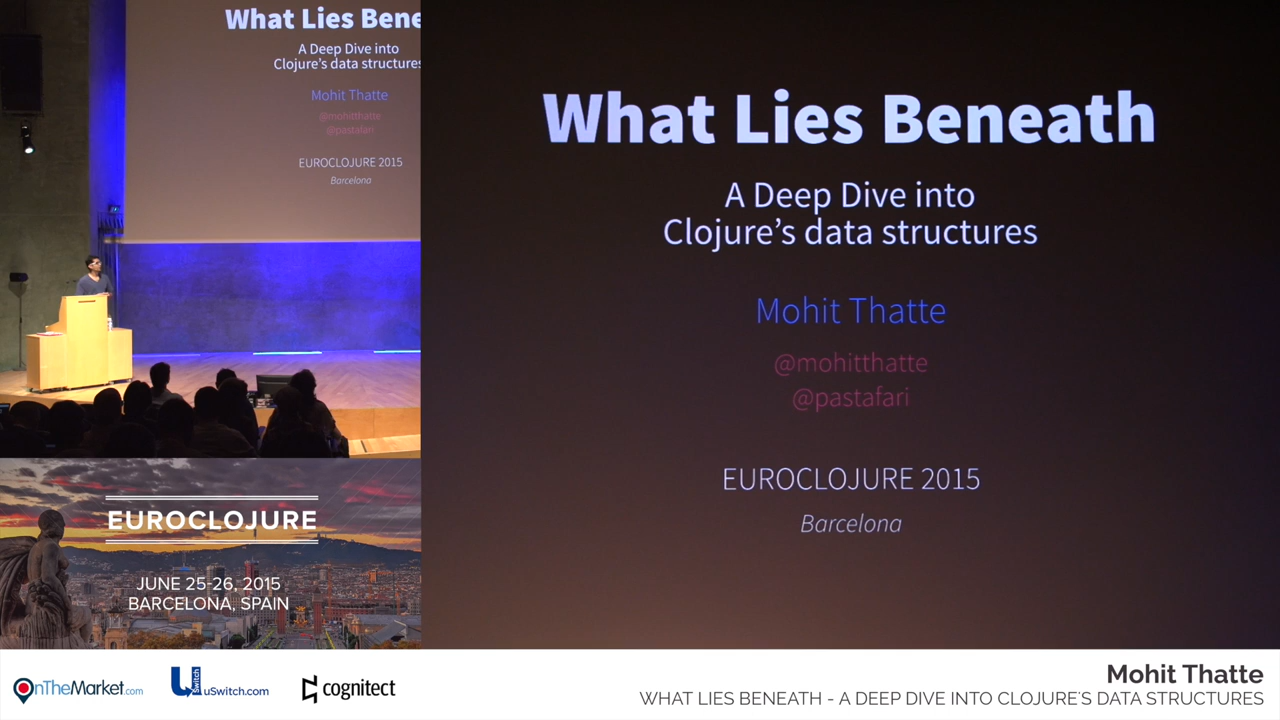 What Lies Bene
A Deep Dive into
Clojure's data structures
Mohit Thatte
@mohitthatte
@pastafari
EUROCLOJURE 2015
Barcelona
What Lies Beneath
A Deep Dive into
Clojure's data structures
Mohit Thatte
@mohitthatte
@pastafari
EUROCLOJURE 2015
Barcelona
EUROCLOJURE
JUNE 25-26, 2015
BARCELONA, SPAIN
OnTheMarket.com
USwitch
uSwitch.com
cognitect
Mohit Thatte
WHAT LIES BENEATH - A DEEP DIVE INTO CLOJURE'S DATA STRUCTURES